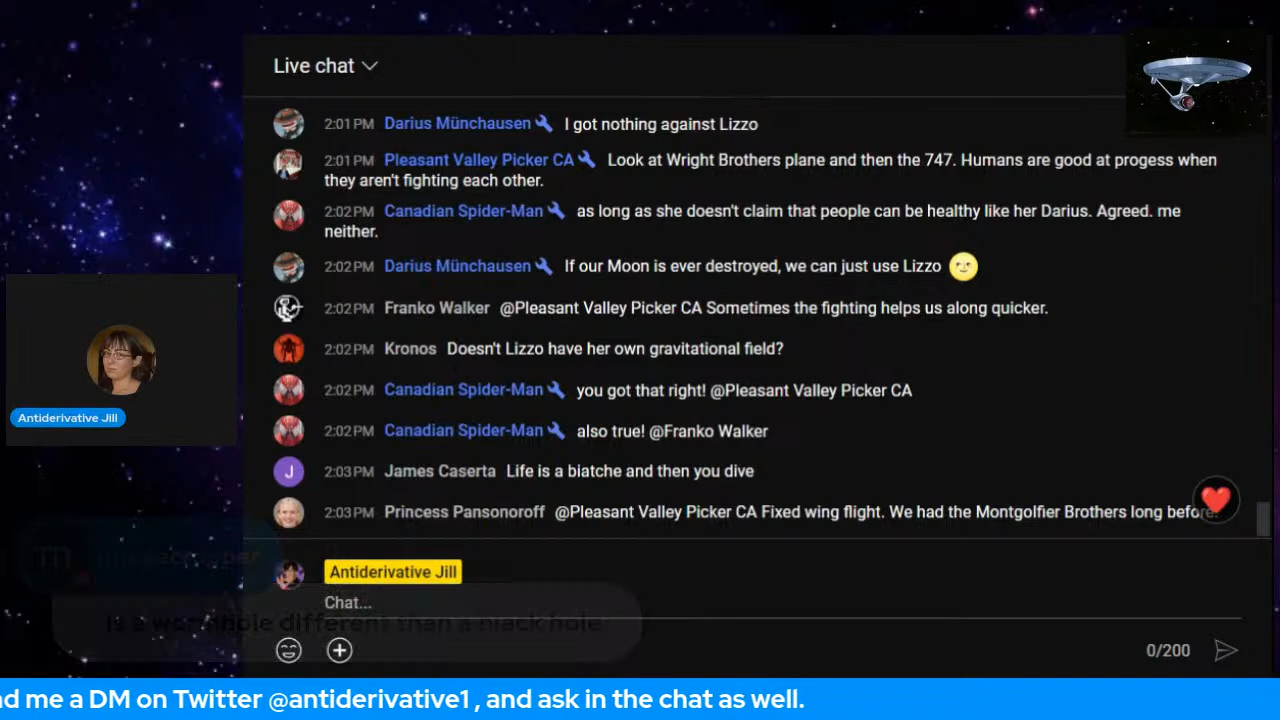 Live chat
2:01 PM Darius Münchausen I got nothing against Lizzo
2:01 PM Pleasant Valley Picker CA Look at Wright Brothers plane and then the 747. Humans are good at progess when
they aren't fighting each other.
2:02 PM Canadian Spider-Man as long as she doesn't claim that people can be healthy like her Darius. Agreed. me
neither.
2:02 PM Darius Münchausen If our Moon is ever destroyed, we can just use Lizzo
2:02 PM Franko Walker @Pleasant Valley Picker CA Sometimes the fighting helps us along quicker.
2:02 PM Kronos Doesn't Lizzo have her own gravitational field?
2:02 PM Canadian Spider-Man you got that right! @Pleasant Valley Picker CA
2:02 PM Canadian Spider-Man also true! @Franko Walker
Antiderivative Jill
J 2:03 PM James Caserta Life is a biatche and then you dive
2:03 PM Princess Pansonoroff @Pleasant Valley Picker CA Fixed wing flight. We had the Montgolfier Brothers long before.
Antiderivative Jill
Chat...
Is a wormhole different than a black hole
0/200
nd me a DM on Twitter @antiderivative1 , and ask in the chat as well.